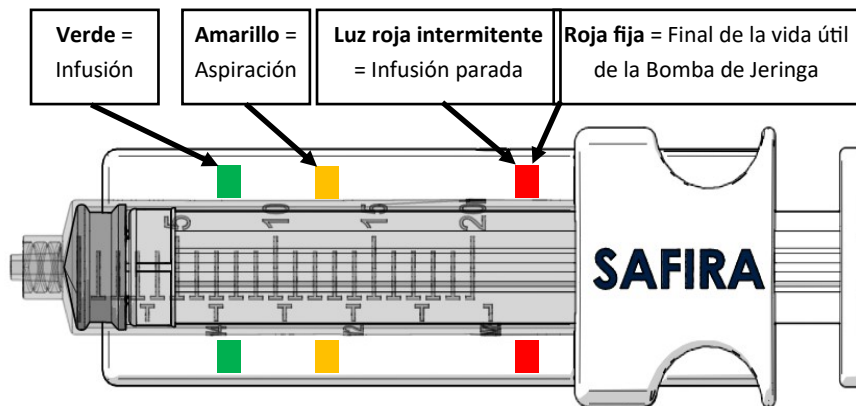 Verde =
Infusión
Amarillo =
Aspiración
Luz roja intermitente
= Infusión parada
Roja fija = Final de la vida útil
de la Bomba de Jeringa
5
10
15
20
SAFIRA